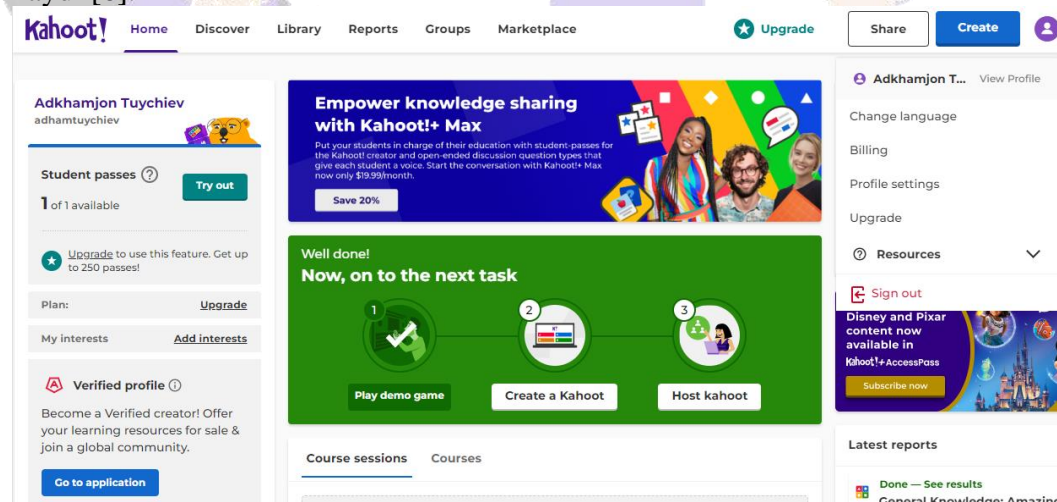 Kahoot! Home Discover Library Reports Groups Marketplace Upgrade Share Create
Adkhamjon Tuychiev
adhamtuychiev
Student passes ?
1 of 1 available
Try out
Upgrade to use this feature. Get up
to 250 passes!
Plan: Upgrade
My interests Add interests
Verified profile
Become a Verified creator! Offer
your learning resources for sale &
join a global community.
Go to application
Empower knowledge sharing
with Kahoot!+ Max
Put your students in charge of their education with student-passes for
the Kahoot! creator and open-ended discussion question types that
give each student a voice. Start the conversation with Kahoot!+ Max
now only $19.99/month.
Save 20%
Well done!
Now, on to the next task
1 2 3
Play demo game Create a Kahoot Host kahoot
Course sessions Courses
Adkhamjon T... View Profile
Change language
Billing
Profile settings
Upgrade
? Resources
Sign out
Disney and Pixar
content now
available in
Kahoot!+ AccessPass
Subscribe now
Latest reports
Done — See results
General Knowledge: Amazing